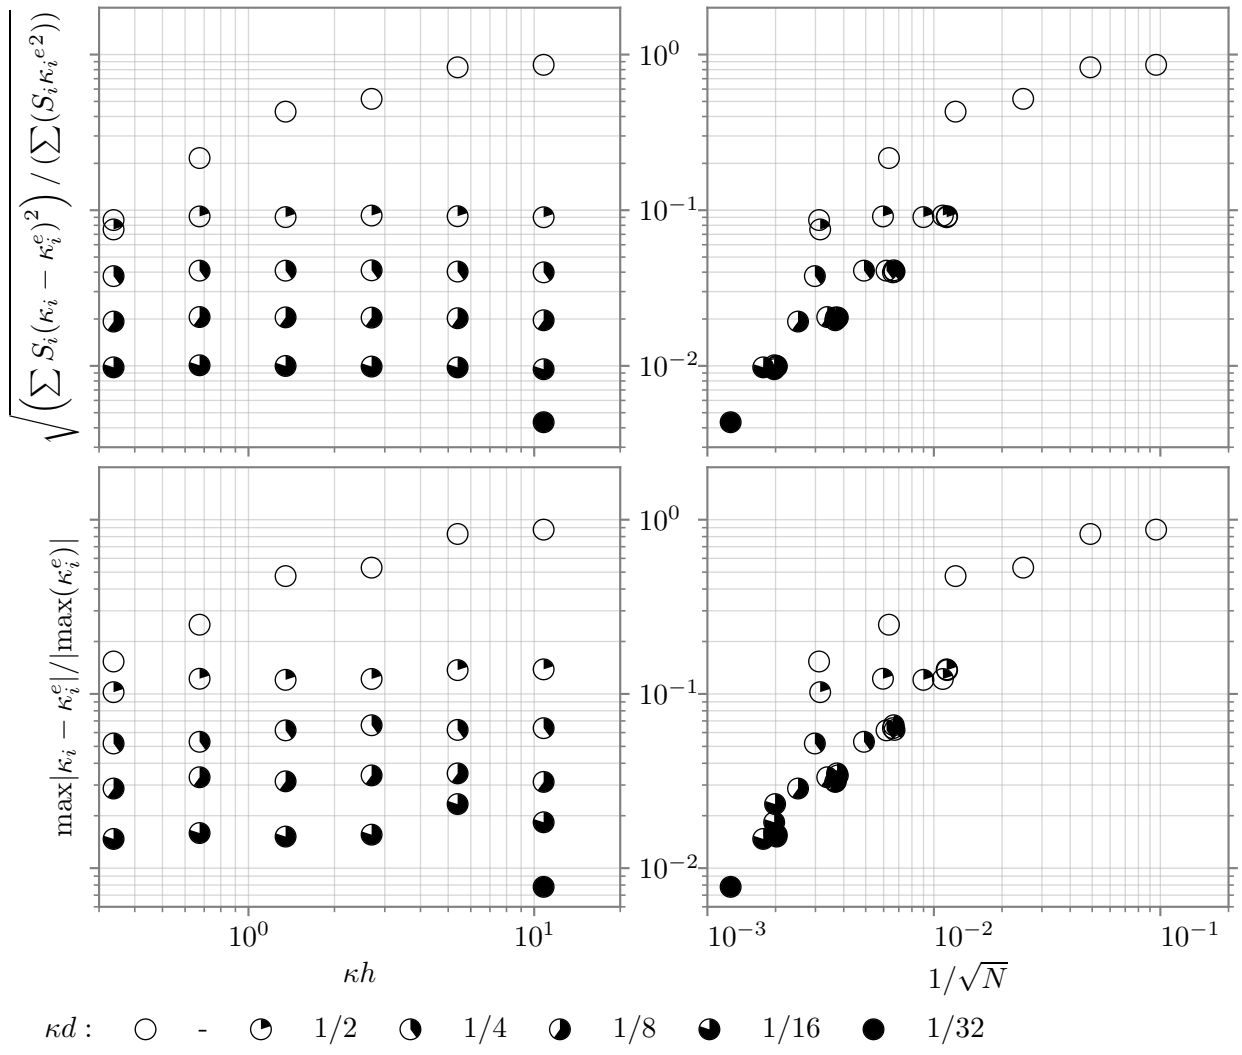 √((∑ S_i(κ_i − κ_i^e)^2) / (∑(S_i κ_i^{e2})))
10^0
10^{-1}
10^{-2}
max|κ_i − κ_i^e|/|max(κ_i^e)|
10^0
10^{-1}
10^{-2}
10^0 10^1
κh
10^{-3} 10^{-2} 10^{-1}
1/√N
κd : - 1/2 1/4 1/8 1/16 1/32